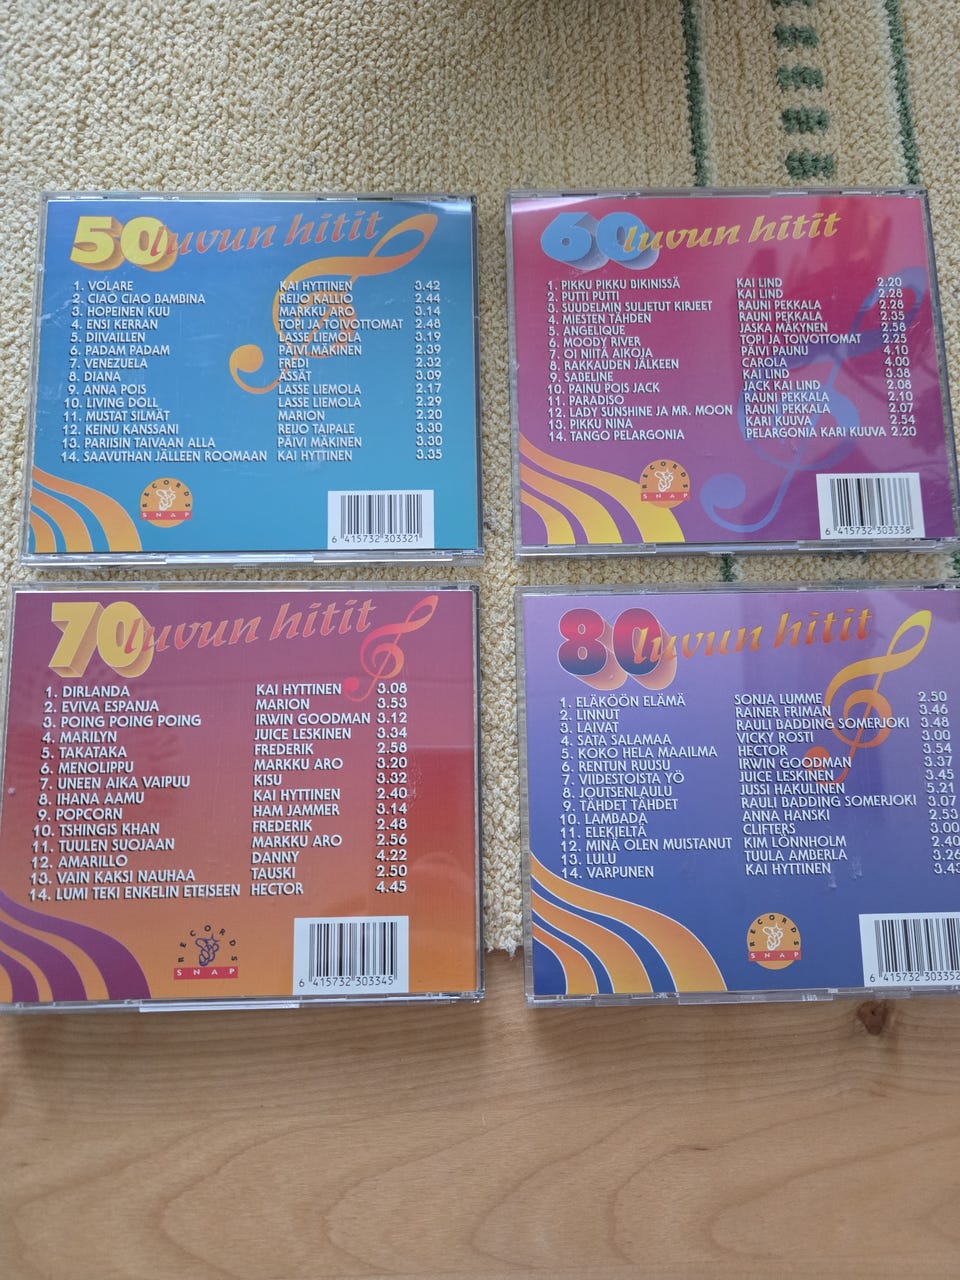 50 luvun hitit
1. VOLARE KAI HYTTINEN 3.42
2. CIAO CIAO BAMBINA REIJO KALLIO 2.44
3. HOPEINEN KUU MARKKU ARO 3.14
4. ENSI KERRAN TOPI JA TOIVOTTOMAT 2.48
5. DIIVAILLEN LASSE LIEMOLA 3.19
6. PADAM PADAM PÄIVI MÄKINEN 2.39
7. VENEZUELA FREDI 2.32
8. DIANA ÄSSÄT 3.09
9. ANNA POIS LASSE LIEMOLA 2.17
10. LIVING DOLL LASSE LIEMOLA 2.29
11. MUSTAT SILMÄT MARION 2.20
12. KEINU KANSSANI REIJO TAIPALE 3.30
13. PARIISIN TAIVAAN ALLA PÄIVI MÄKINEN 3.30
14. SAAVUTHAN JÄLLEEN ROOMAAN KAI HYTTINEN 3.35
RECORDS
SNAP
6 415732 303321
60 luvun hitit
1. PIKKU PIKKU BIKINISSÄ KAI LIND 2.20
2. PUTTI PUTTI KAI LIND 2.28
3. SUUDELMIN SULJETUT KIRJEET RAUNI PEKKALA 2.28
4. MIESTEN TÄHDEN RAUNI PEKKALA 2.35
5. ANGELIQUE JASKA MÄKYNEN 2.58
6. MOODY RIVER TOPI JA TOIVOTTOMAT 2.25
7. OI NIITÄ AIKOJA PÄIVI PAUNU 4.10
8. RAKKAUDEN JÄLKEEN CAROLA 4.00
9. SABELINE KAI LIND 3.38
10. PAINU POIS JACK JACK KAI LIND 2.08
11. PARADISO RAUNI PEKKALA 2.10
12. LADY SUNSHINE JA MR. MOON RAUNI PEKKALA 2.07
13. PIKKU NINA KARI KUUVA 2.54
14. TANGO PELARGONIA PELARGONIA KARI KUUVA 2.20
RECORDS
SNAP
6 415732 303338
70 luvun hitit
1. DIRLANDA KAI HYTTINEN 3.08
2. EVIVA ESPANJA MARION 3.53
3. POING POING POING IRWIN GOODMAN 3.12
4. MARILYN JUICE LESKINEN 3.34
5. TAKATAKA FREDERIK 2.58
6. MENOLIPPU MARKKU ARO 3.20
7. UNEEN AIKA VAIPUU KISU 3.32
8. IHANA AAMU KAI HYTTINEN 2.40
9. POPCORN HAM JAMMER 3.14
10. TSHINGIS KHAN FREDERIK 2.48
11. TUULEN SUOJAAN MARKKU ARO 2.56
12. AMARILLO DANNY 4.22
13. VAIN KAKSI NAUHAA TAUSKI 2.50
14. LUMI TEKI ENKELIN ETEISEEN HECTOR 4.45
RECORDS
SNAP
6 415732 303345
80 luvun hitit
1. ELÄKÖÖN ELÄMÄ SONJA LUMME 2.50
2. LINNUT RAINER FRIMAN 3.46
3. LAIVAT RAULI BADDING SOMERJOKI 3.48
4. SATA SALAMAA VICKY ROSTI 3.00
5. KOKO HELA MAAILMA HECTOR 3.54
6. RENTUN RUUSU IRWIN GOODMAN 3.37
7. VIIDESTOISTA YÖ JUICE LESKINEN 3.45
8. JOUTSENLAULU JUSSI HAKULINEN 5.21
9. TÄHDET TÄHDET RAULI BADDING SOMERJOKI 3.07
10. LAMBADA ANNA HANSKI 2.53
11. ELEKIELTÄ CLIFTERS 3.00
12. MINÄ OLEN MUISTANUT KIM LÖNNHOLM 2.40
13. LULU TUULA AMBERLA 3.26
14. VARPUNEN KAI HYTTINEN 3.43
RECORDS
SNAP
6 415732 303352